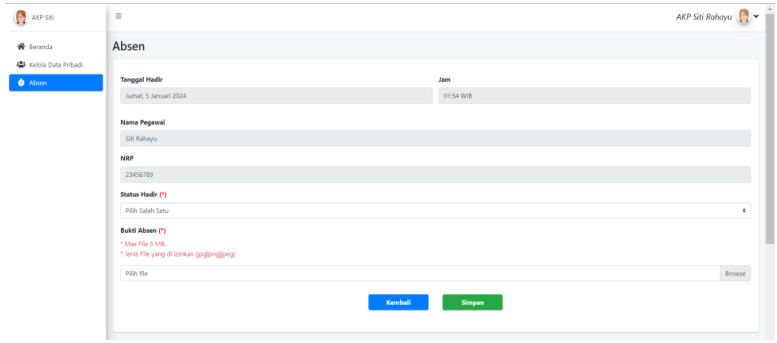 AKP Siti
AKP Siti Rahayu
Beranda
Kelola Data Pribadi
Absen
Absen
Tanggal Hadir
Jam
Jumat, 5 Januari 2024
01:54 WIB
Nama Pegawai
Siti Rahayu
NRP
23456789
Status Hadir (*)
Pilih Salah Satu
Bukti Absen (*)
* Max File 5 MB.
* Jenis File yang di izinkan (jpg|png|jpeg)
Pilih file
Browse
Kembali
Simpan